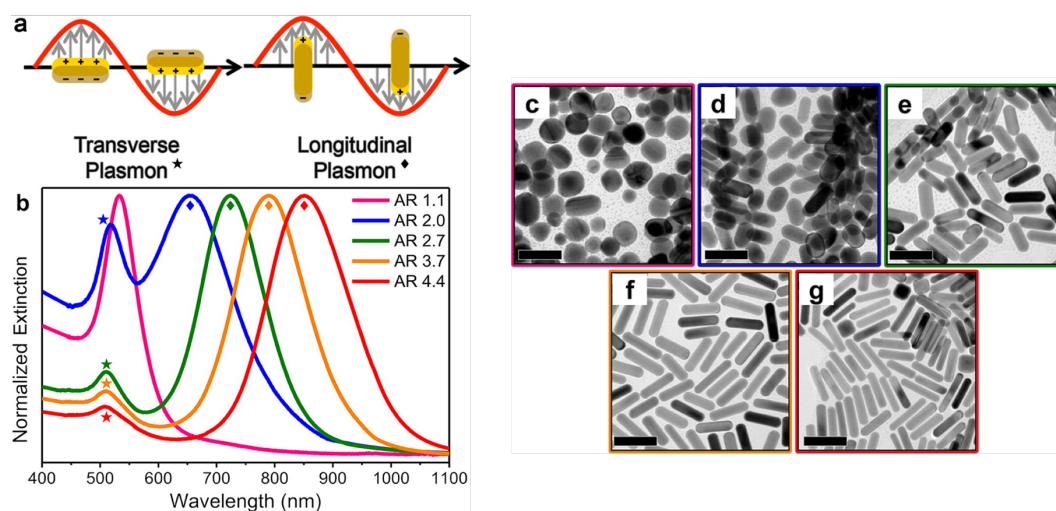 a
Transverse
Plasmon ★
Longitudinal
Plasmon ♦
b
AR 1.1
AR 2.0
AR 2.7
AR 3.7
AR 4.4
Normalized Extinction
400 500 600 700 800 900 1000 1100
Wavelength (nm)
c
d
e
f
g